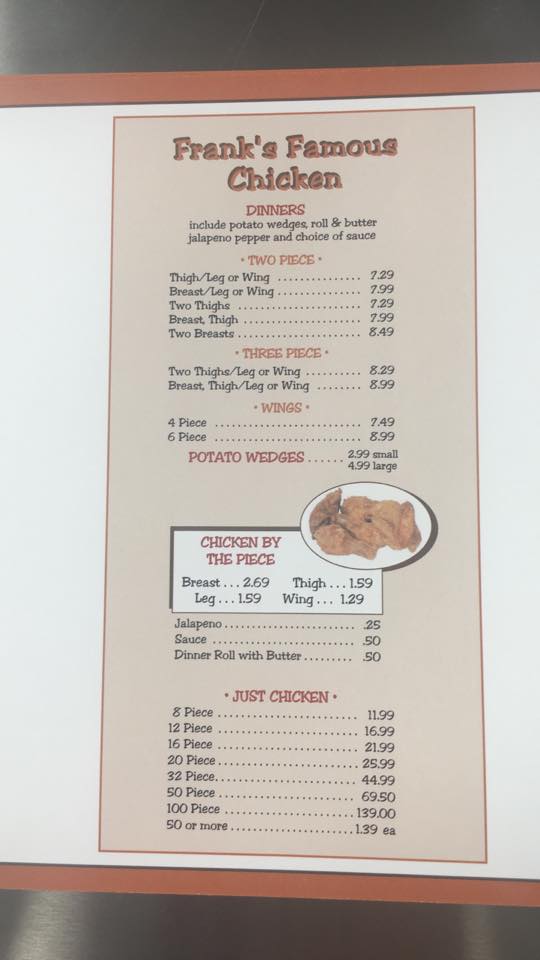 Frank's Famous
Chicken
DINNERS
include potato wedges, roll & butter
jalapeno pepper and choice of sauce
• TWO PIECE •
Thigh/Leg or Wing ............... 7.29
Breast/Leg or Wing ............... 7.99
Two Thighs ...................... 7.29
Breast, Thigh ..................... 7.99
Two Breasts ...................... 8.49
• THREE PIECE •
Two Thighs/Leg or Wing .......... 8.29
Breast, Thigh/Leg or Wing ........ 8.99
• WINGS •
4 Piece .......................... 7.49
6 Piece .......................... 8.99
POTATO WEDGES ...... 2.99 small
4.99 large
CHICKEN BY
THE PIECE
Breast ... 2.69 Thigh ... 1.59
Leg ... 1.59 Wing ... 1.29
Jalapeno ........................ .25
Sauce .......................... .50
Dinner Roll with Butter ......... .50
• JUST CHICKEN •
8 Piece ......................... 11.99
12 Piece ......................... 16.99
16 Piece ......................... 21.99
20 Piece ......................... 25.99
32 Piece ......................... 44.99
50 Piece ......................... 69.50
100 Piece ........................ 139.00
50 or more ...................... 1.39 ea